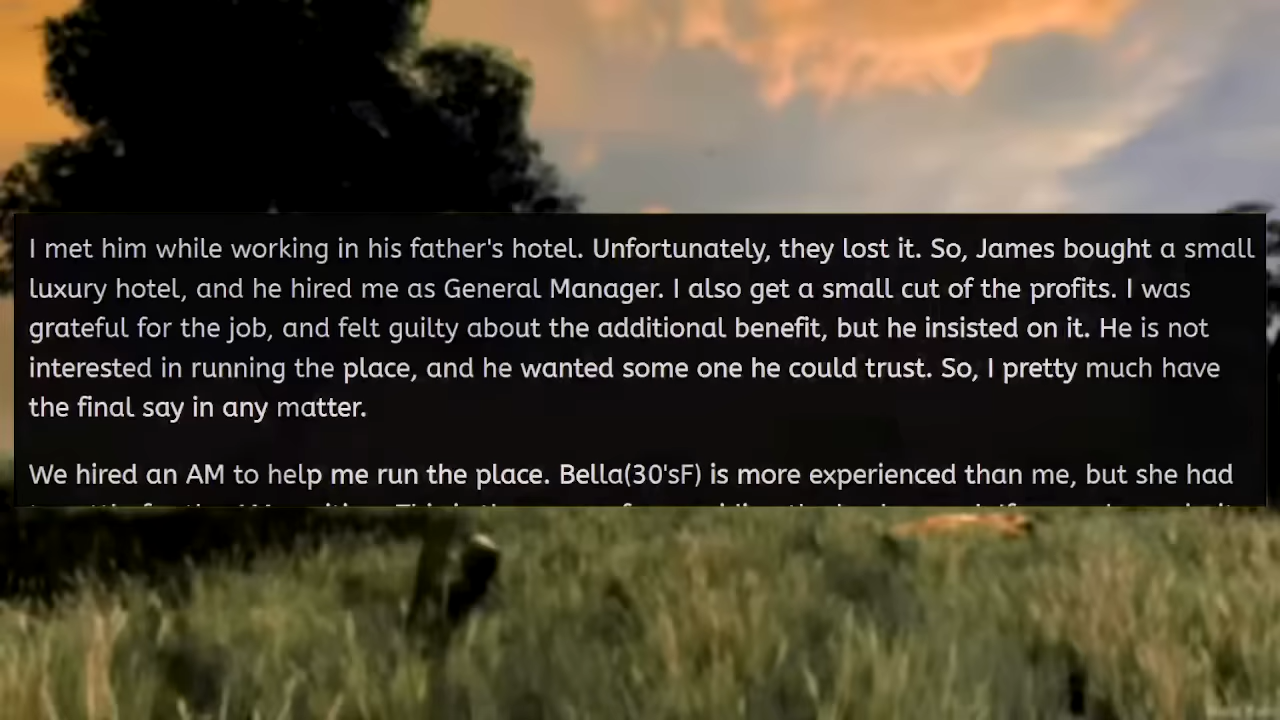 I met him while working in his father's hotel. Unfortunately, they lost it. So, James bought a small
luxury hotel, and he hired me as General Manager. I also get a small cut of the profits. I was
grateful for the job, and felt guilty about the additional benefit, but he insisted on it. He is not
interested in running the place, and he wanted some one he could trust. So, I pretty much have
the final say in any matter.
We hired an AM to help me run the place. Bella(30'sF) is more experienced than me, but she had